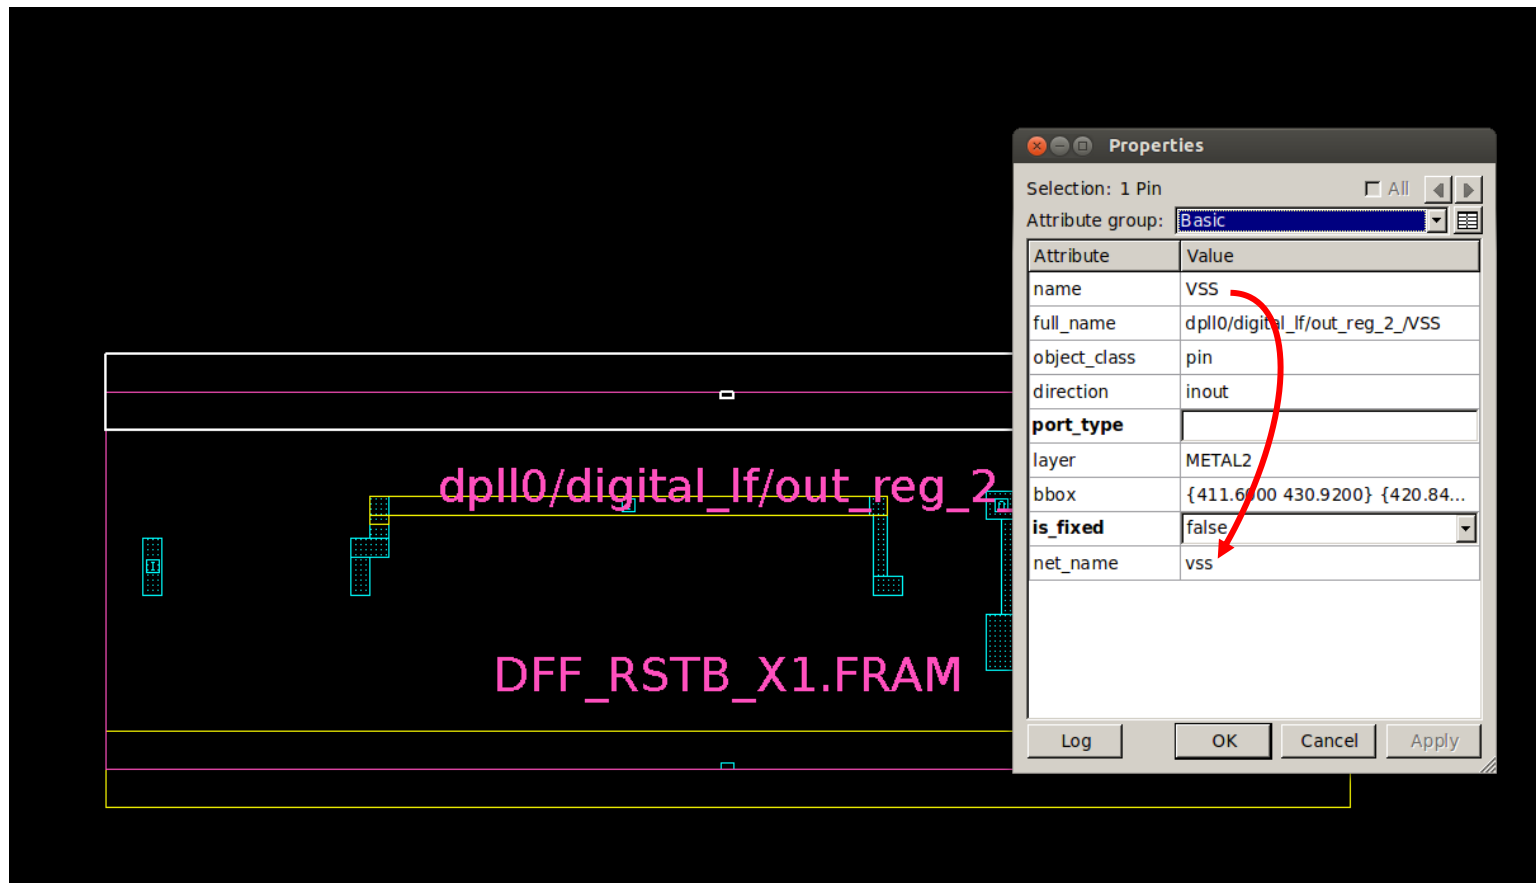 Properties
Selection: 1 Pin
All
Attribute group: Basic
Attribute Value
name VSS
full_name dpll0/digital_lf/out_reg_2_/VSS
object_class pin
direction inout
port_type
layer METAL2
bbox {411.6000 430.9200} {420.84...
is_fixed false
net_name vss
Log OK Cancel Apply
dpll0/digital_lf/out_reg_2_
DFF_RSTB_X1.FRAM